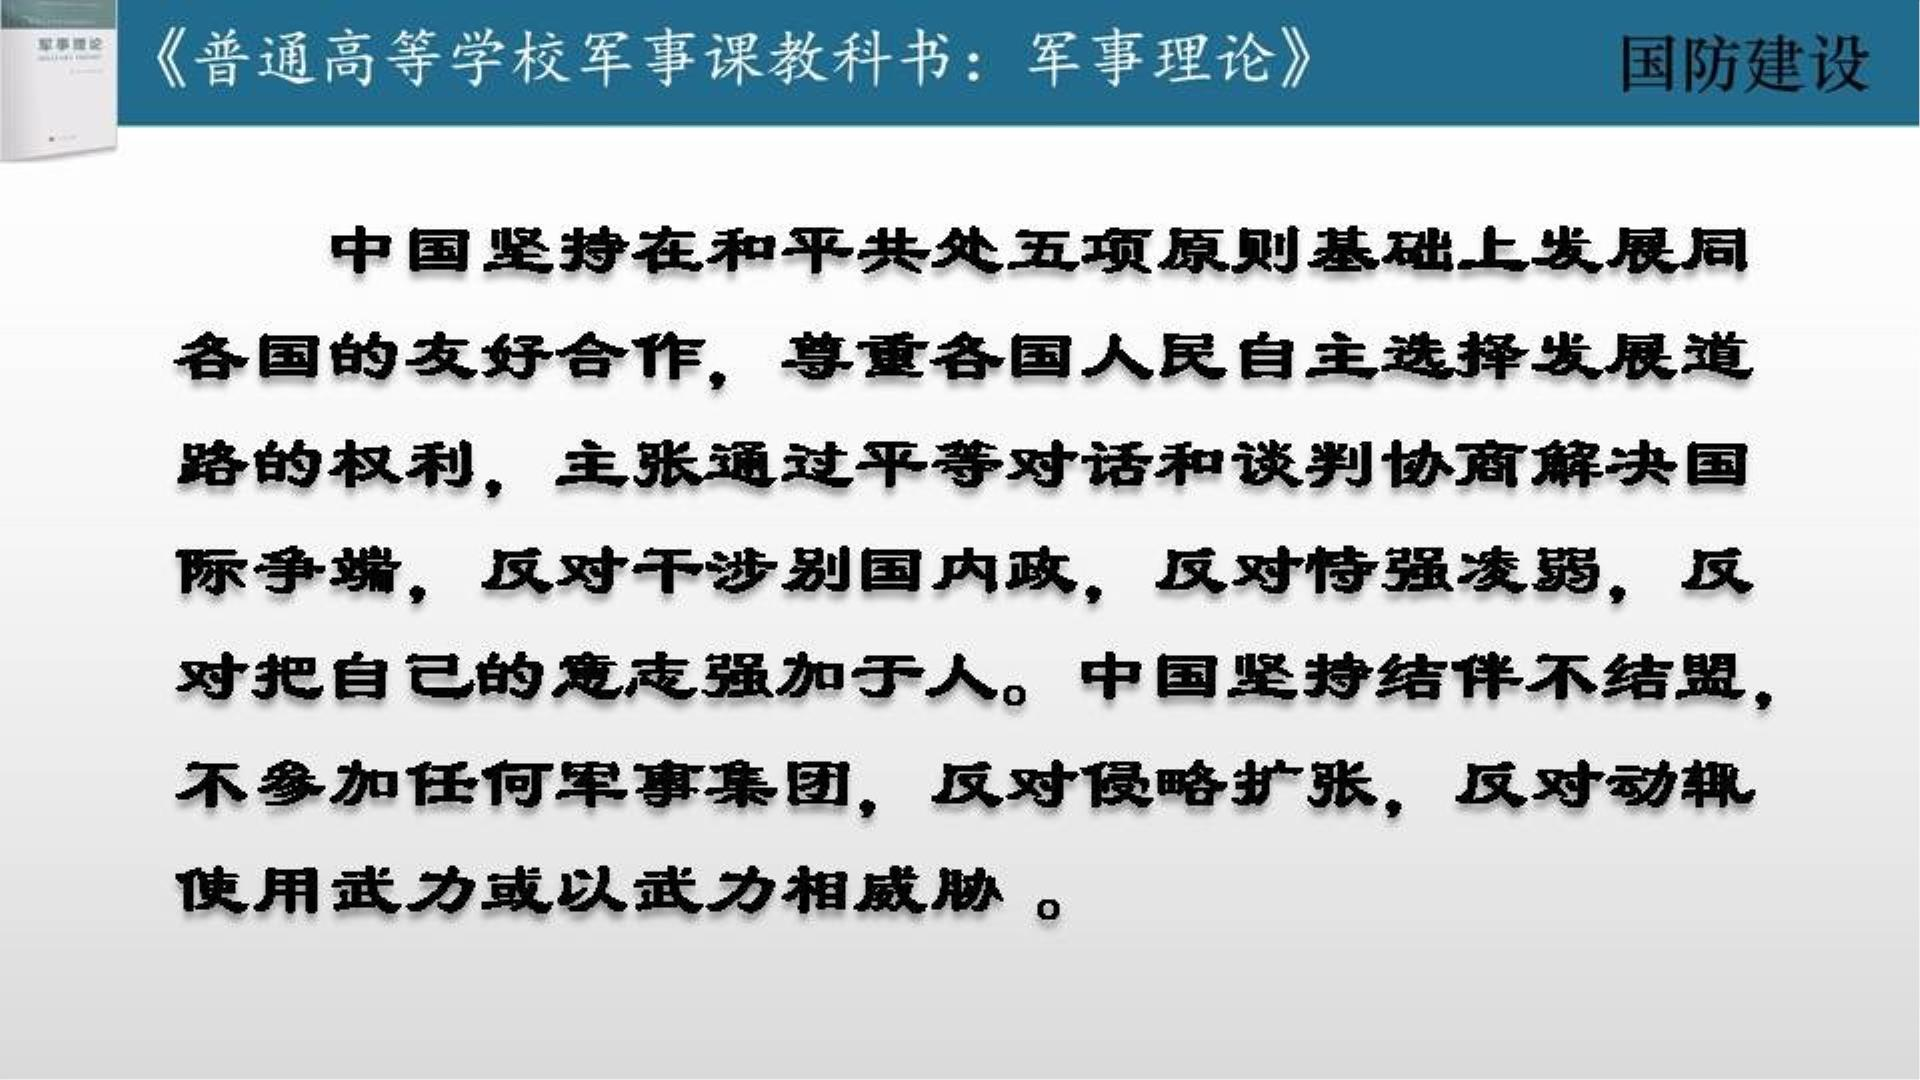 军事理论
《普通高等学校军事课教科书：军事理论》
国防建设
中国坚持在和平共处五项原则基础上发展同
各国的友好合作，尊重各国人民自主选择发展道
路的权利，主张通过平等对话和谈判协商解决国
际争端，反对干涉别国内政，反对恃强凌弱，反
对把自己的意志强加于人。中国坚持结伴不结盟，
不参加任何军事集团，反对侵略扩张，反对动辄
使用武力或以武力相威胁 。